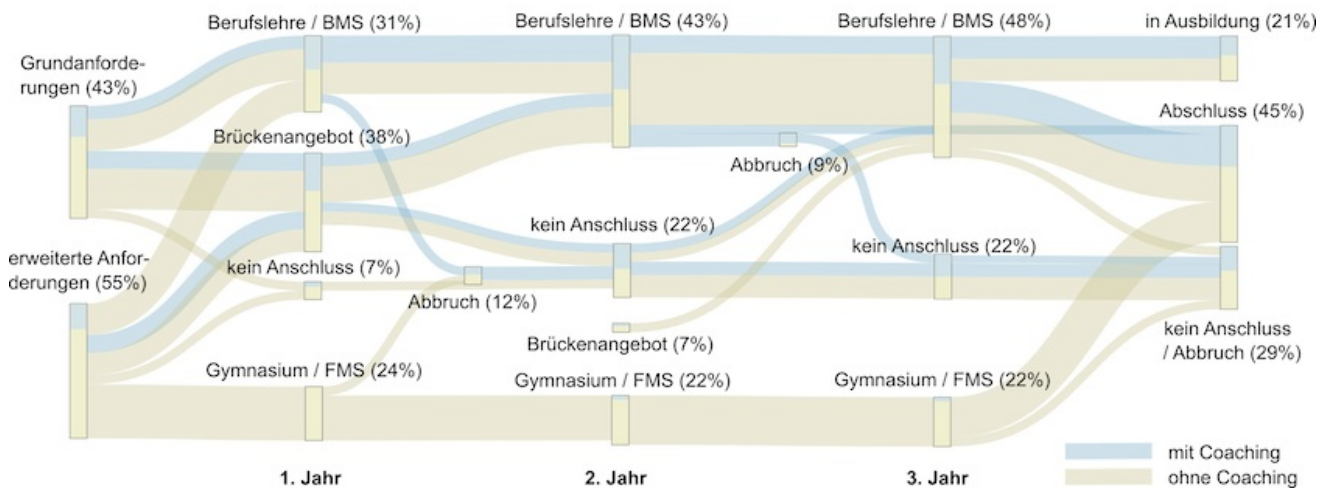 Berufslehre / BMS (31%)
Berufslehre / BMS (43%)
Berufslehre / BMS (48%)
in Ausbildung (21%)
Grundanforde-
rungen (43%)
Brückenangebot (38%)
Abbruch (9%)
Abschluss (45%)
erweiterte Anfor-
derungen (55%)
kein Anschluss (7%)
Abbruch (12%)
kein Anschluss (22%)
kein Anschluss (22%)
Brückenangebot (7%)
kein Anschluss
/ Abbruch (29%)
Gymnasium / FMS (24%)
Gymnasium / FMS (22%)
Gymnasium / FMS (22%)
mit Coaching
ohne Coaching
1. Jahr
2. Jahr
3. Jahr